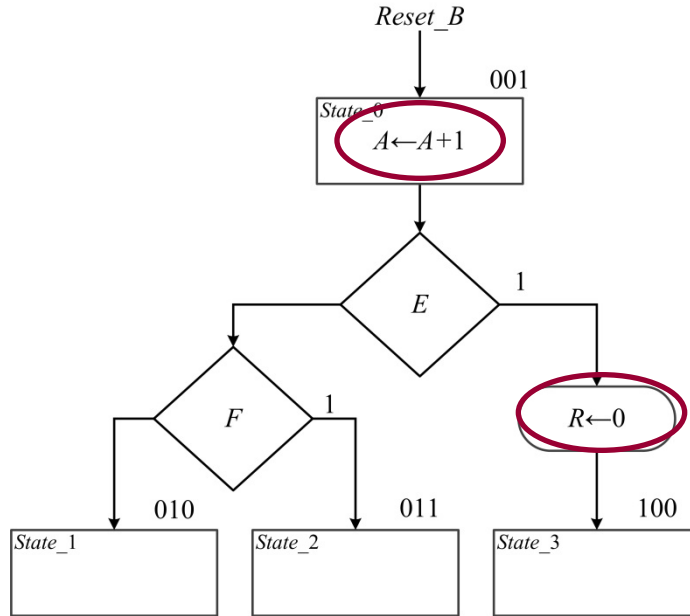 Reset_B
001
State_0
A←A+1
E
1
F
1
R←0
010
011
100
State_1
State_2
State_3